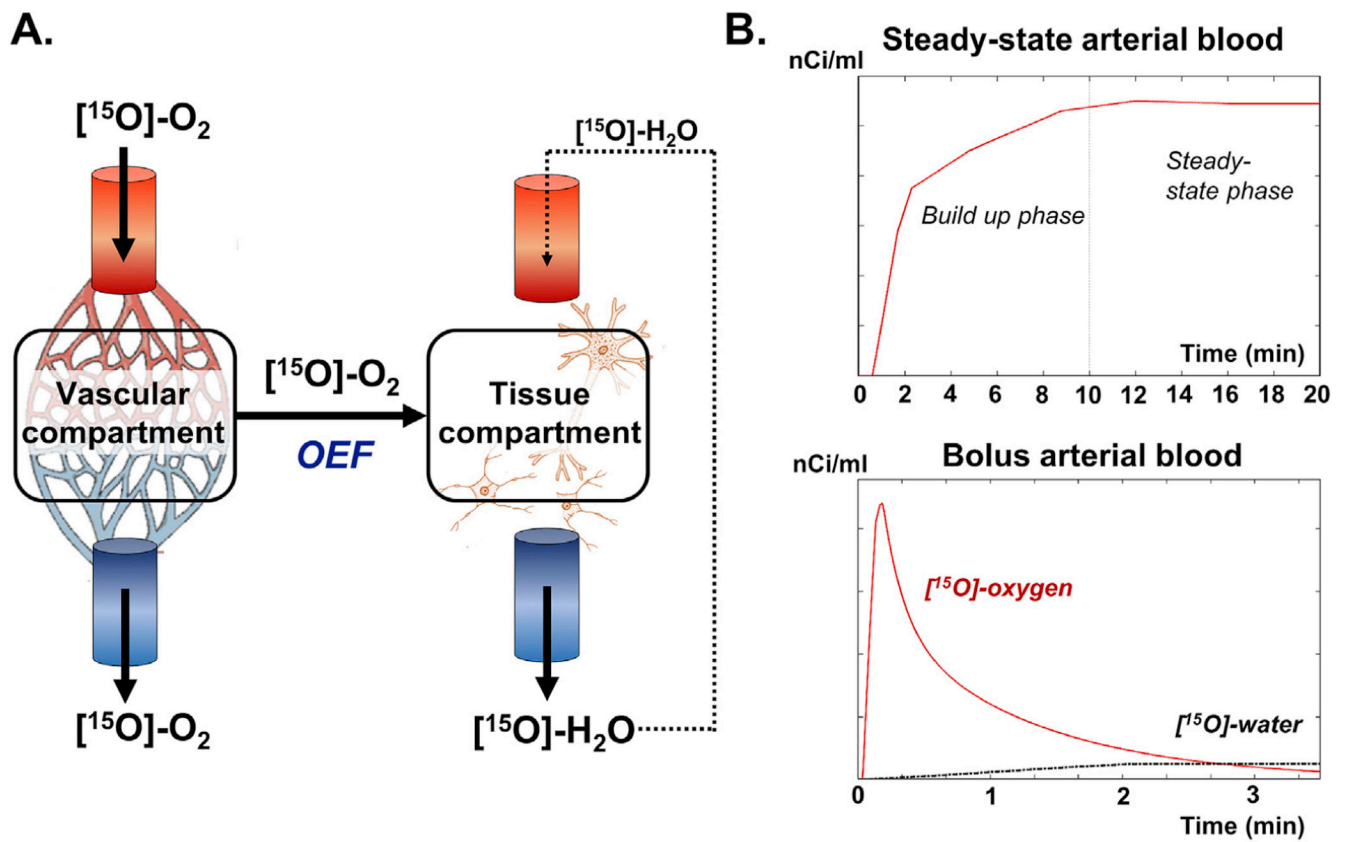 A.
[¹⁵O]-O₂
[¹⁵O]-H₂O
Vascular
compartment
[¹⁵O]-O₂
OEF
Tissue
compartment
[¹⁵O]-O₂
[¹⁵O]-H₂O
B.
Steady-state arterial blood
nCi/ml
Build up phase
Steady-
state phase
Time (min)
0 2 4 6 8 10 12 14 16 18 20
Bolus arterial blood
nCi/ml
[¹⁵O]-oxygen
[¹⁵O]-water
0 1 2 3
Time (min)